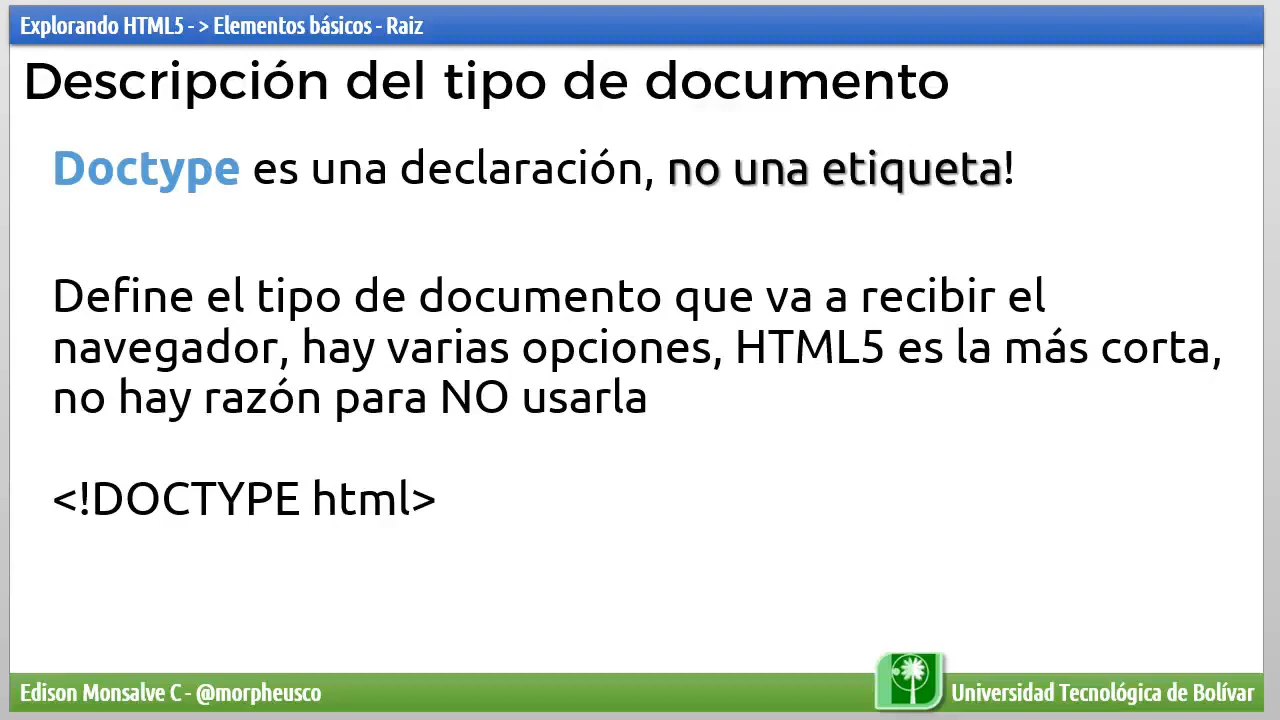 Explorando HTML5 - > Elementos básicos - Raiz
Descripción del tipo de documento
Doctype es una declaración, no una etiqueta!
Define el tipo de documento que va a recibir el
navegador, hay varias opciones, HTML5 es la más corta,
no hay razón para NO usarla
<!DOCTYPE html>
Edison Monsalve C - @morpheusco
Universidad Tecnológica de Bolívar